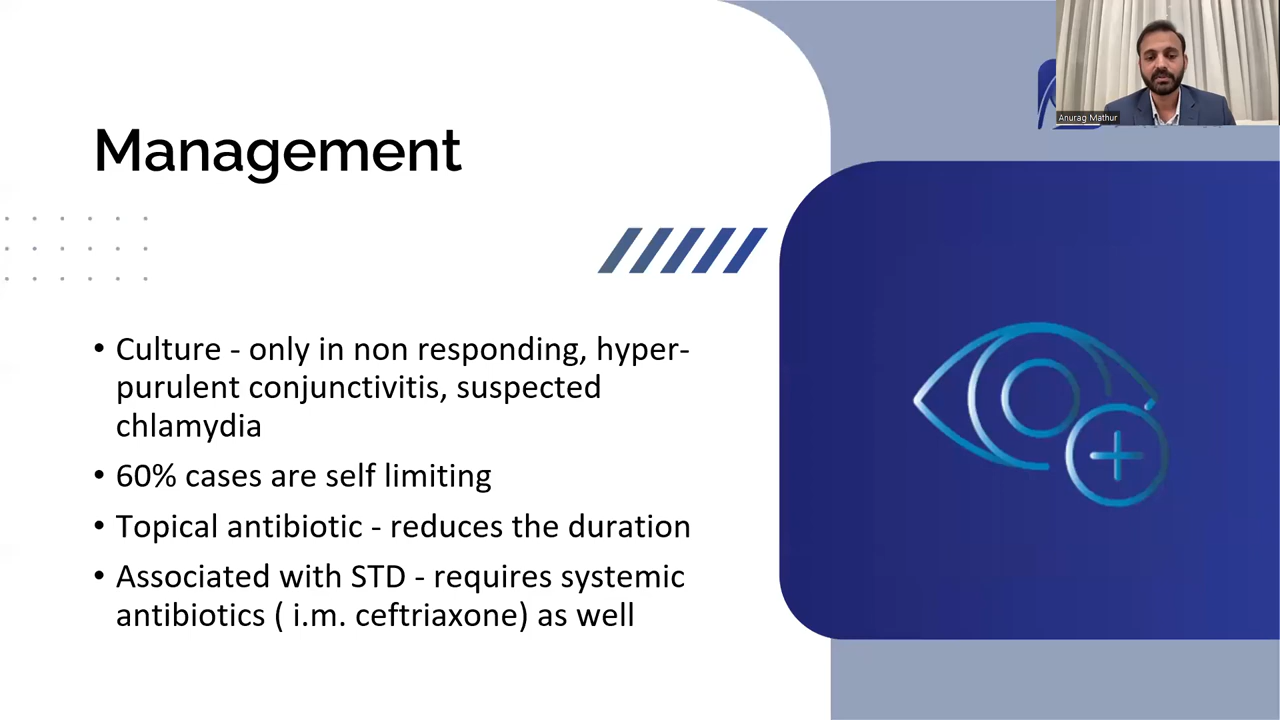 Anurag Mathur
Management
• Culture - only in non responding, hyper-
purulent conjunctivitis, suspected
chlamydia
• 60% cases are self limiting
• Topical antibiotic - reduces the duration
• Associated with STD - requires systemic
antibiotics ( i.m. ceftriaxone) as well